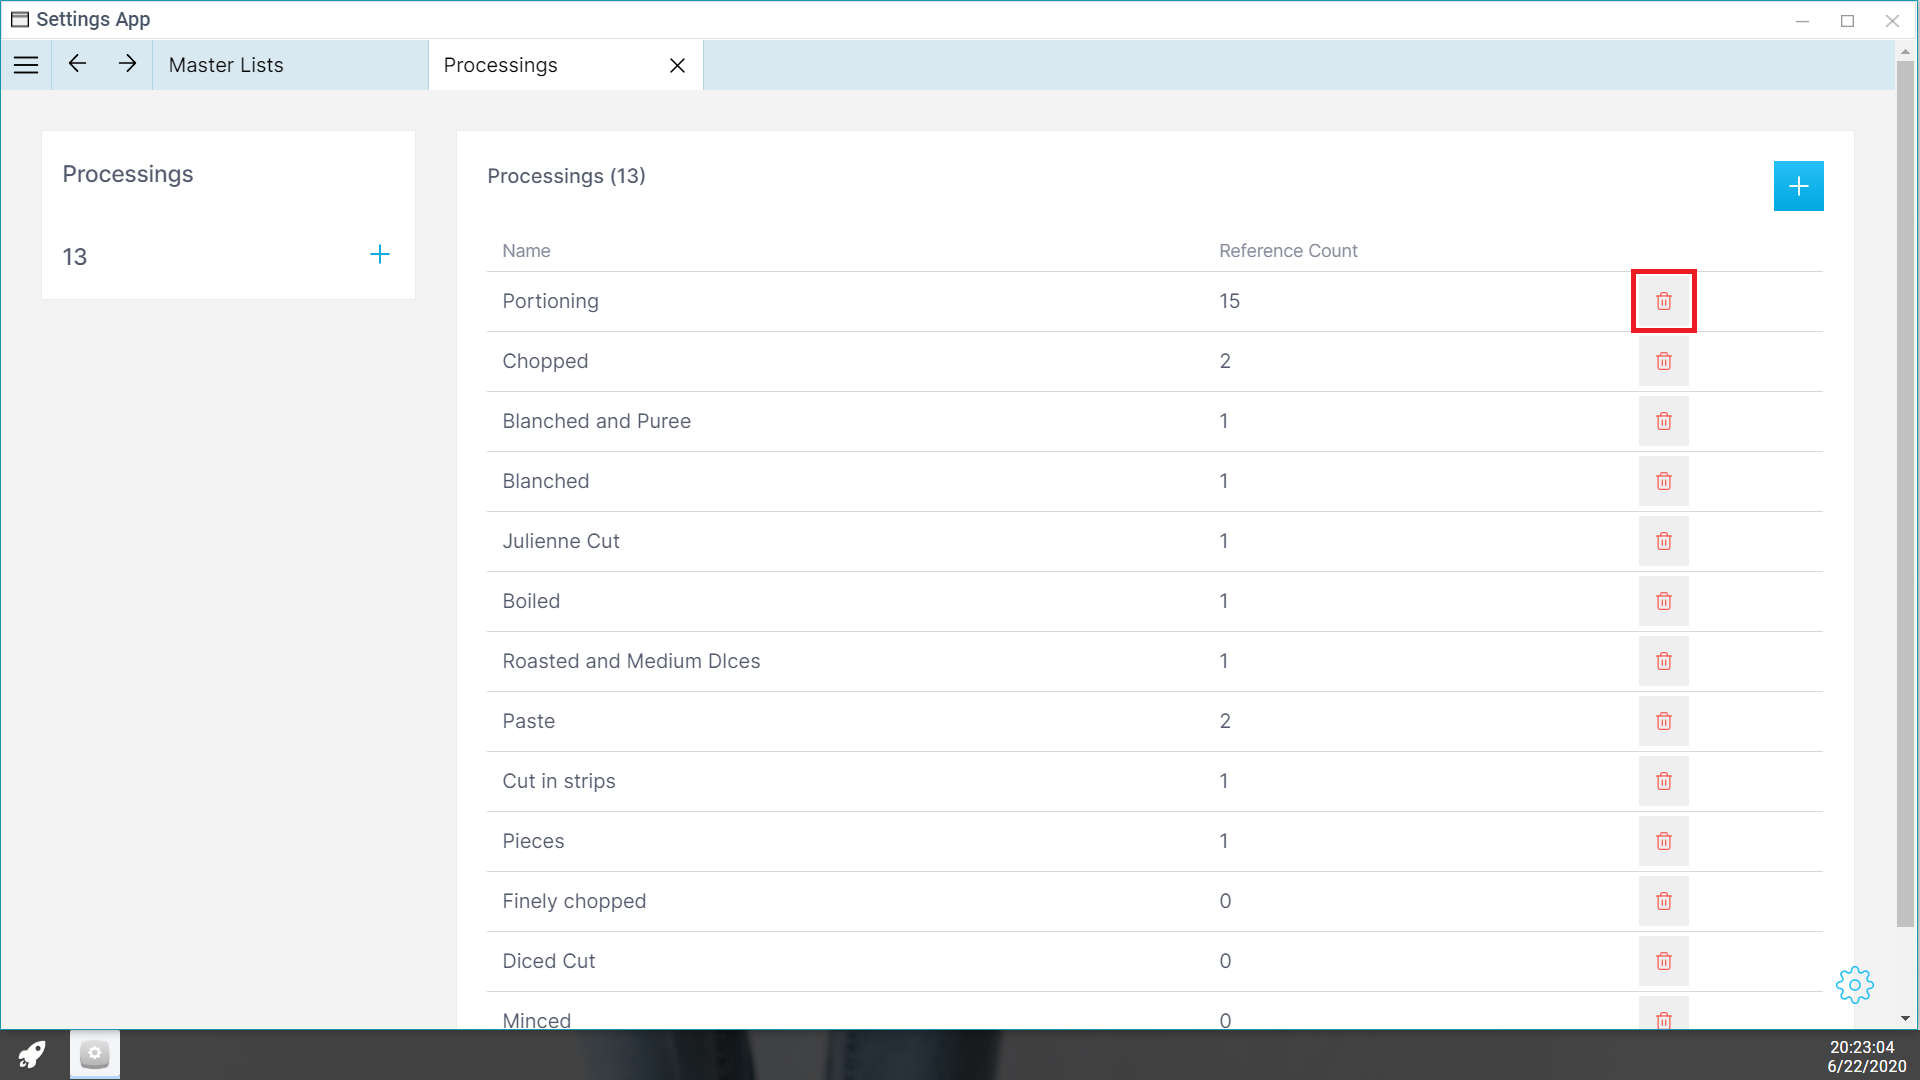 Settings App
Master Lists
Processings
Processings
13
Processings (13)
Name Reference Count
Portioning 15
Chopped 2
Blanched and Puree 1
Blanched 1
Julienne Cut 1
Boiled 1
Roasted and Medium DIces 1
Paste 2
Cut in strips 1
Pieces 1
Finely chopped 0
Diced Cut 0
Minced 0
20:23:04
6/22/2020